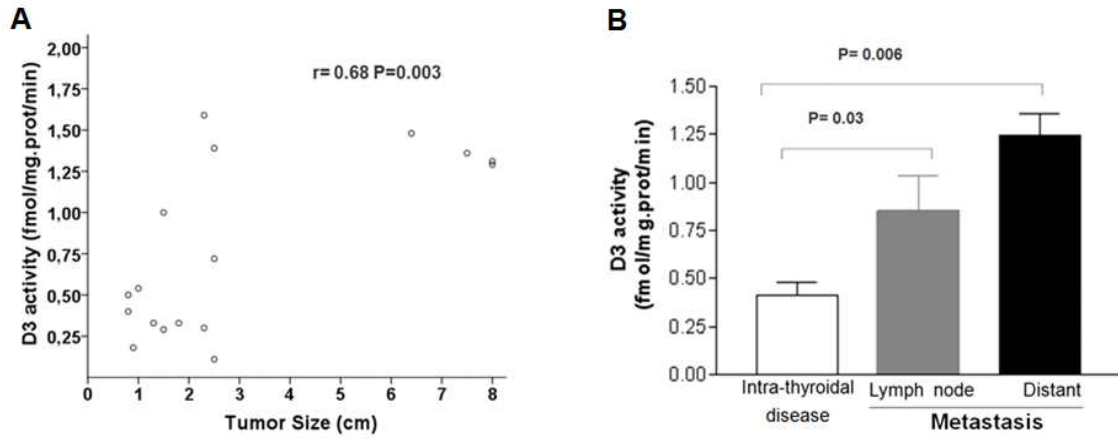 A
D3 activity (fmol/mg.prot/min)
2,00
1,75
1,50
1,25
1,00
0,75
0,50
0,25
r= 0.68 P=0.003
0 1 2 3 4 5 6 7 8
Tumor Size (cm)
B
D3 activity
(fmol/mg.prot/min)
1.50
1.25
1.00
0.75
0.50
0.25
0.00
P= 0.006
P= 0.03
Intra-thyroidal
disease
Lymph node
Distant
Metastasis